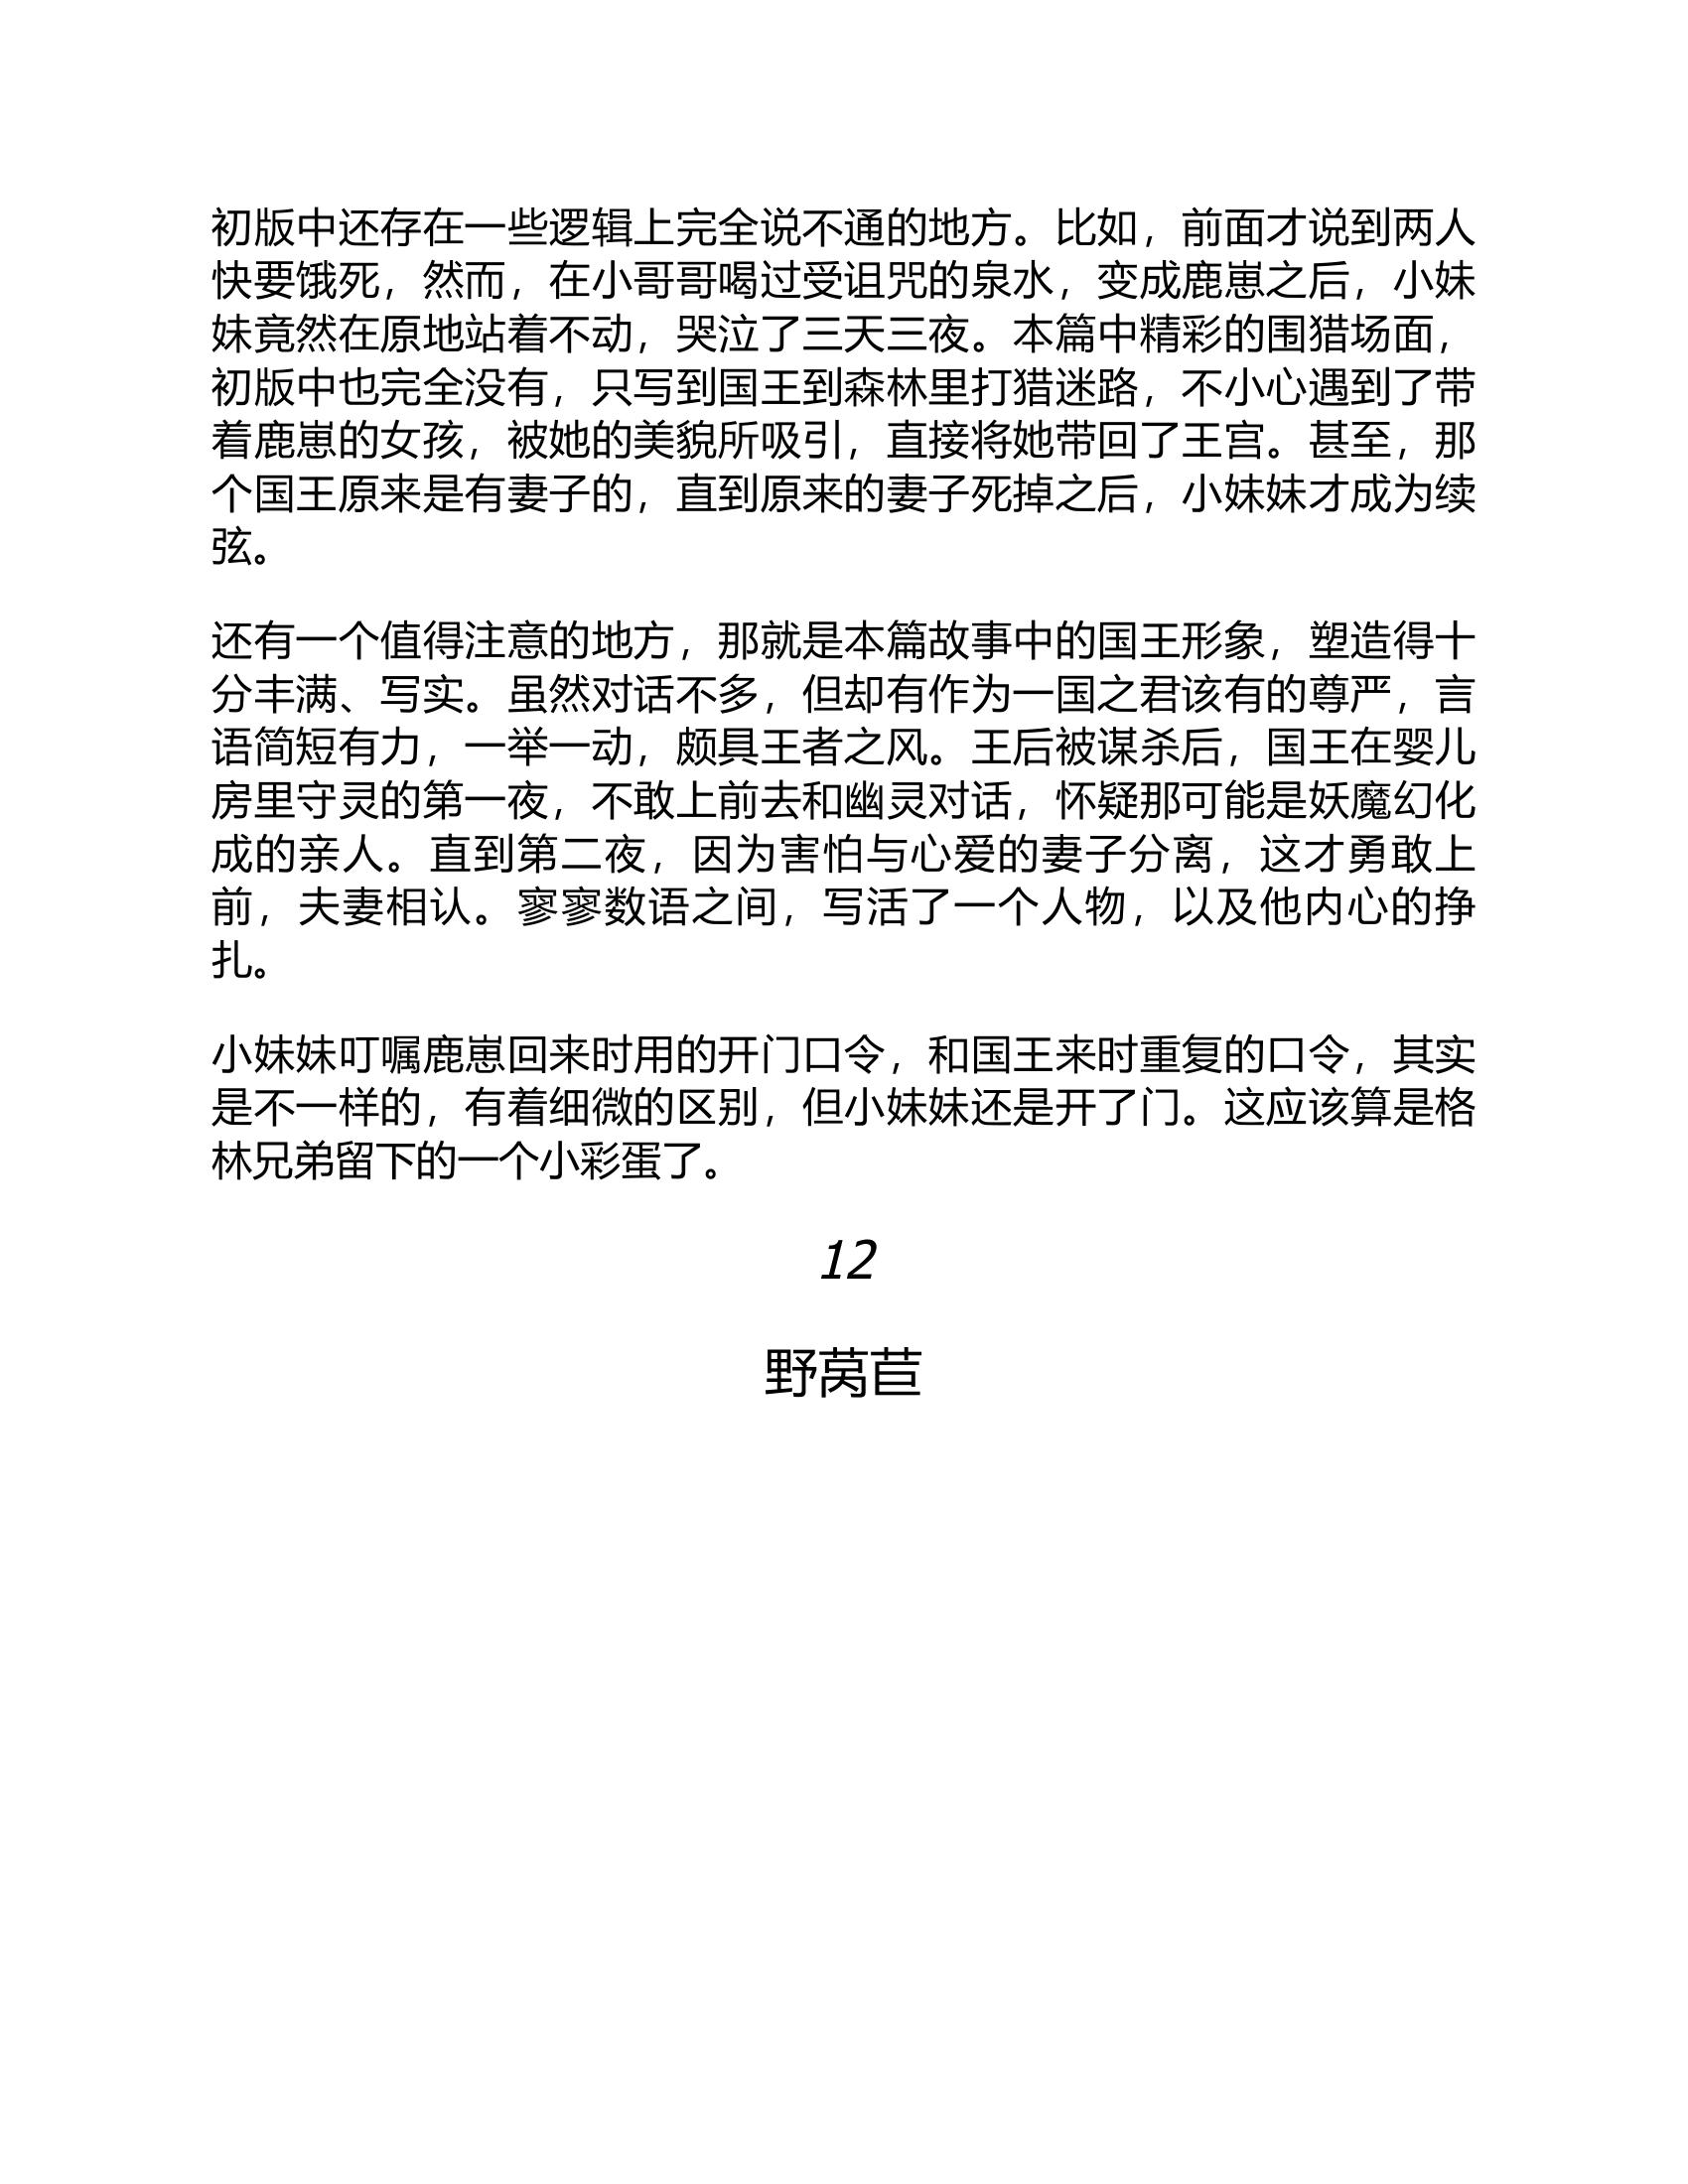 初版中还存在一些逻辑上完全说不通的地方。比如，前面才说到两人
快要饿死，然而，在小哥哥喝过受诅咒的泉水，变成鹿崽之后，小妹
妹竟然在原地站着不动，哭泣了三天三夜。本篇中精彩的围猎场面，
初版中也完全没有，只写到国王到森林里打猎迷路，不小心遇到了带
着鹿崽的女孩，被她的美貌所吸引，直接将她带回了王宫。甚至，那
个国王原来是有妻子的，直到原来的妻子死掉之后，小妹妹才成为续
弦。
还有一个值得注意的地方，那就是本篇故事中的国王形象，塑造得十
分丰满、写实。虽然对话不多，但却有作为一国之君该有的尊严，言
语简短有力，一举一动，颇具王者之风。王后被谋杀后，国王在婴儿
房里守灵的第一夜，不敢上前去和幽灵对话，怀疑那可能是妖魔幻化
成的亲人。直到第二夜，因为害怕与心爱的妻子分离，这才勇敢上
前，夫妻相认。寥寥数语之间，写活了一个人物，以及他内心的挣
扎。
小妹妹叮嘱鹿崽回来时用的开门口令，和国王来时重复的口令，其实
是不一样的，有着细微的区别，但小妹妹还是开了门。这应该算是格
林兄弟留下的一个小彩蛋了。
12
野莴苣